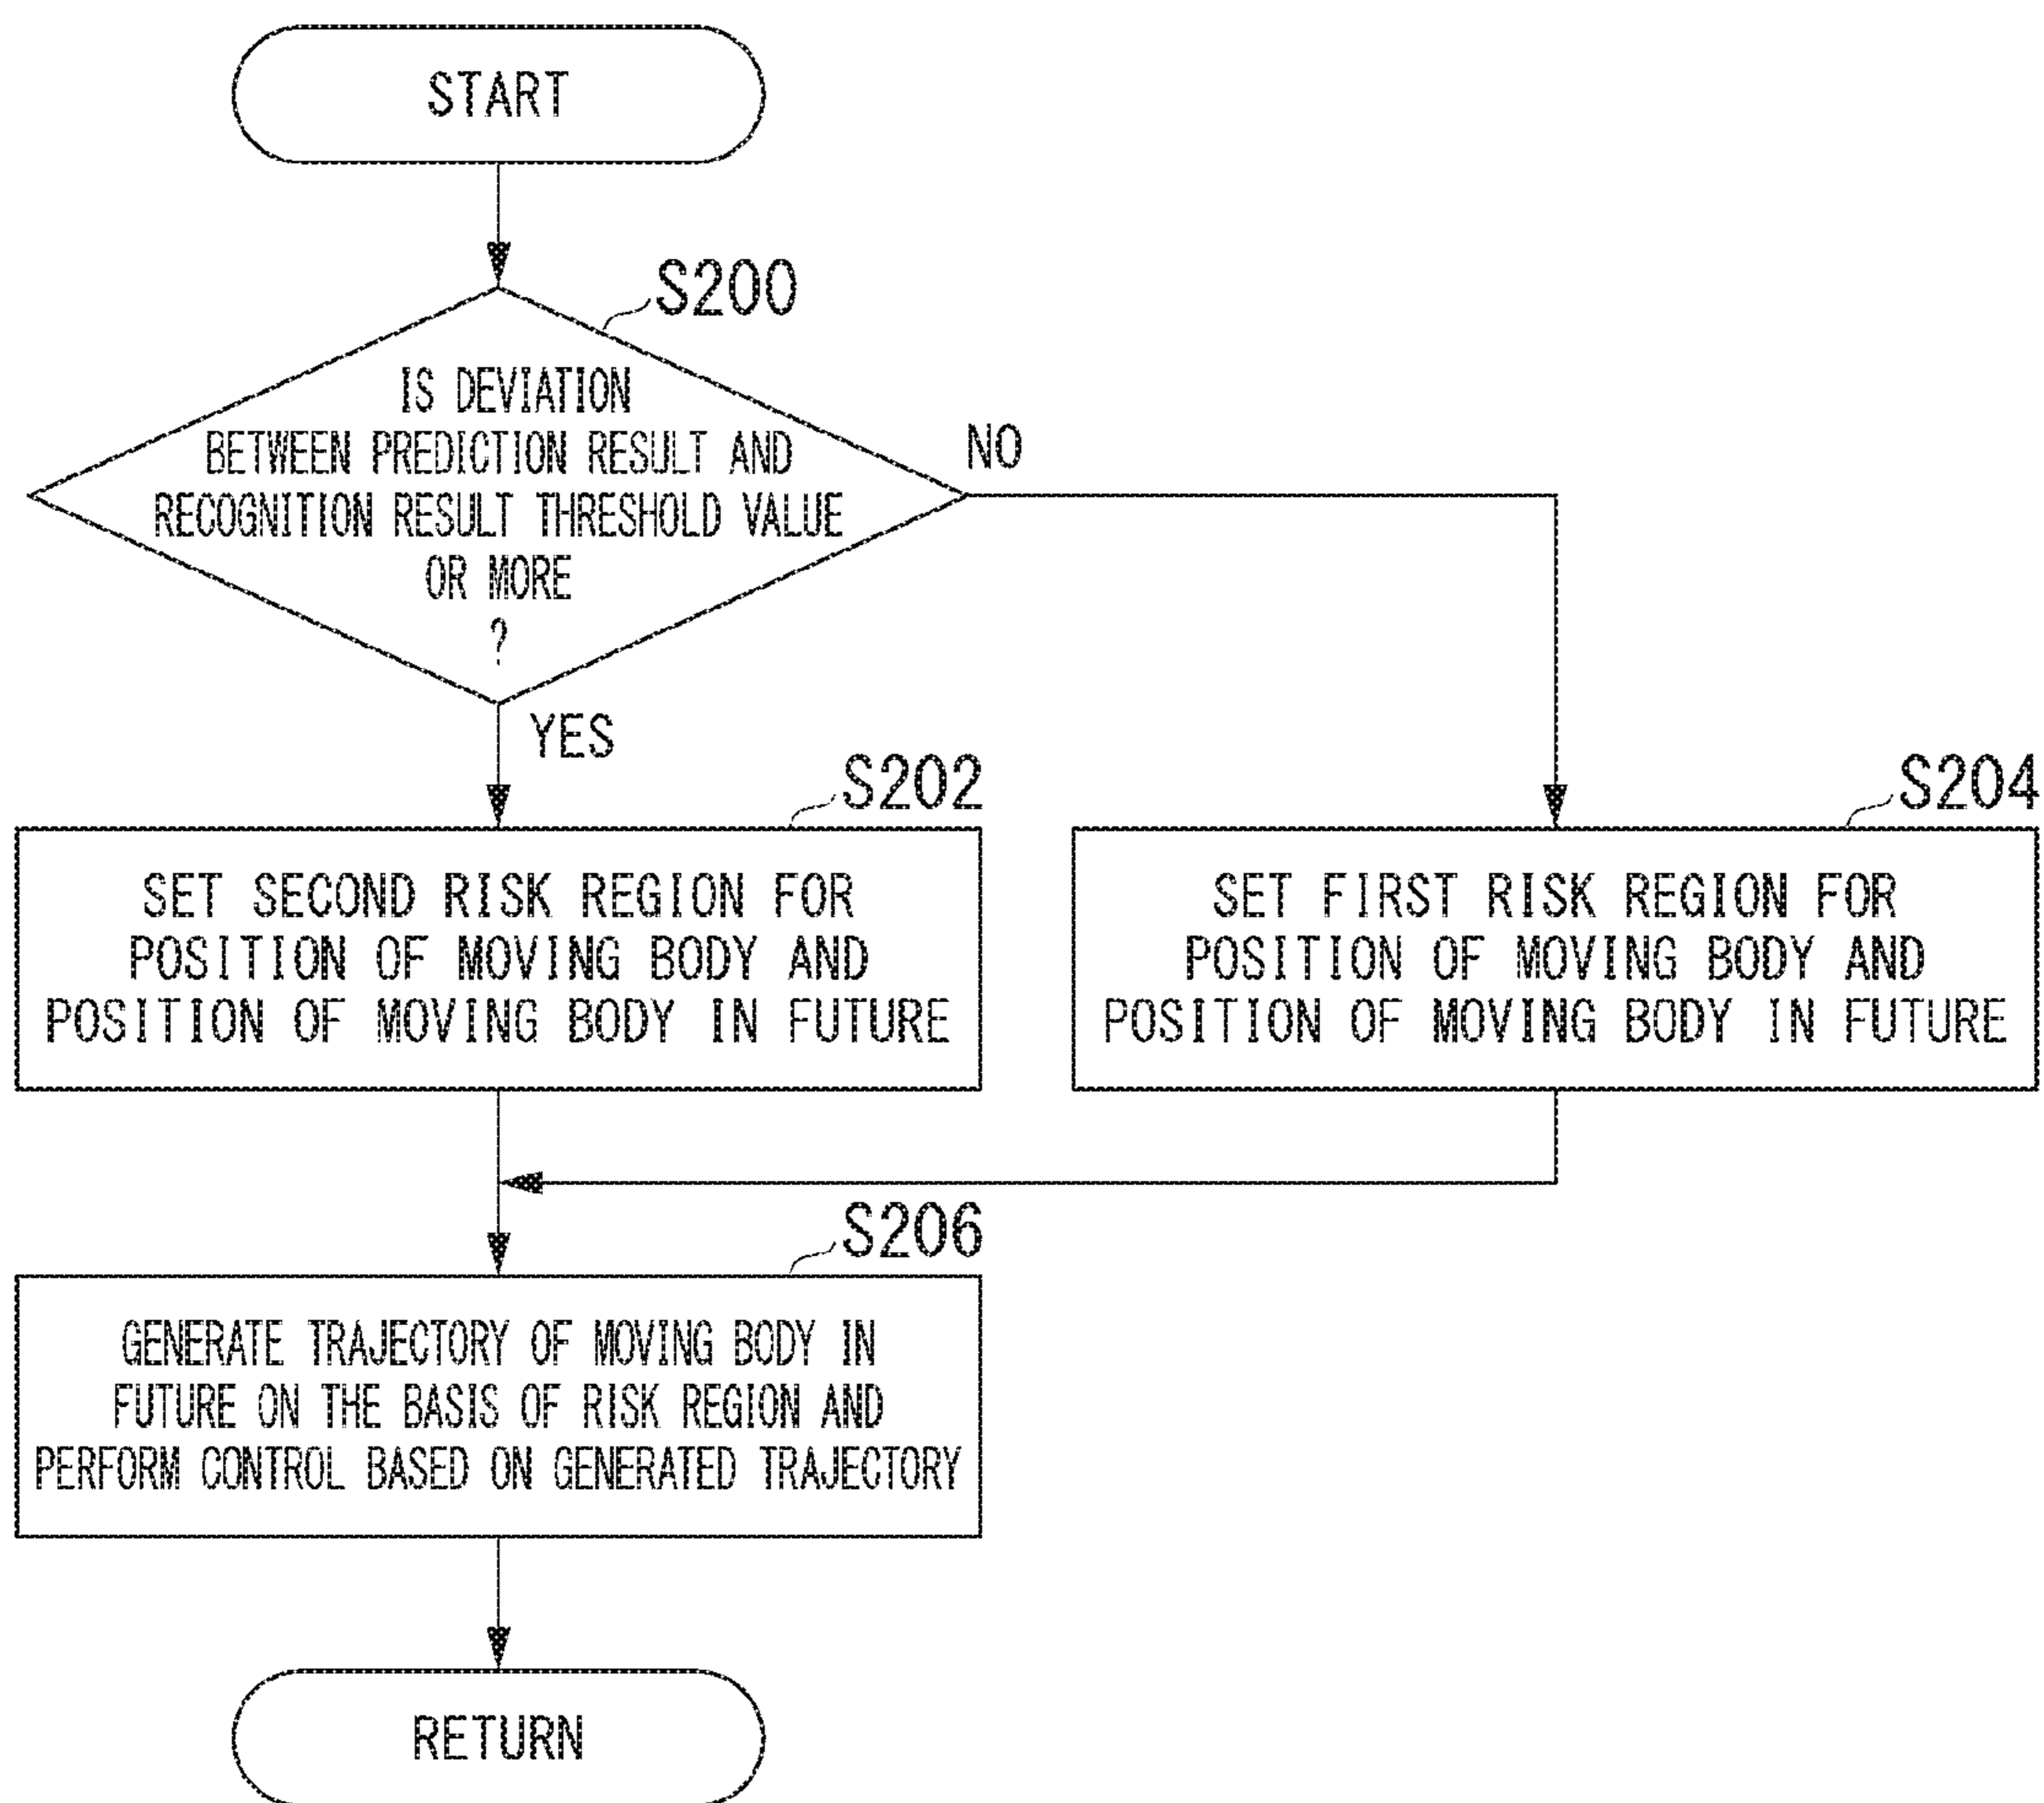 START
S200
IS DEVIATION
BETWEEN PREDICTION RESULT AND
RECOGNITION RESULT THRESHOLD VALUE
OR MORE
?
NO
YES
S202
SET SECOND RISK REGION FOR
POSITION OF MOVING BODY AND
POSITION OF MOVING BODY IN FUTURE
S204
SET FIRST RISK REGION FOR
POSITION OF MOVING BODY AND
POSITION OF MOVING BODY IN FUTURE
S206
GENERATE TRAJECTORY OF MOVING BODY IN
FUTURE ON THE BASIS OF RISK REGION AND
PERFORM CONTROL BASED ON GENERATED TRAJECTORY
RETURN